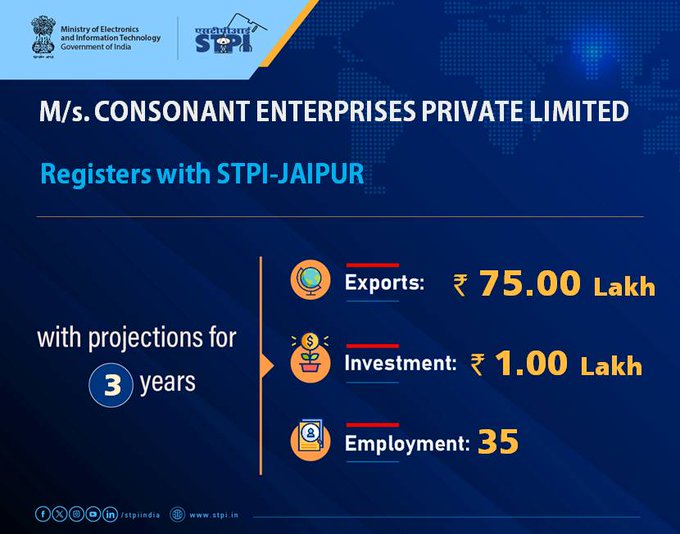 Ministry of Electronics
and Information Technology
Government of India
एसटीपीआई
STPI
M/s. CONSONANT ENTERPRISES PRIVATE LIMITED
Registers with STPI-JAIPUR
with projections for
3 years
Exports: ₹ 75.00 Lakh
Investment: ₹ 1.00 Lakh
Employment: 35
/stpiindia www.stpi.in